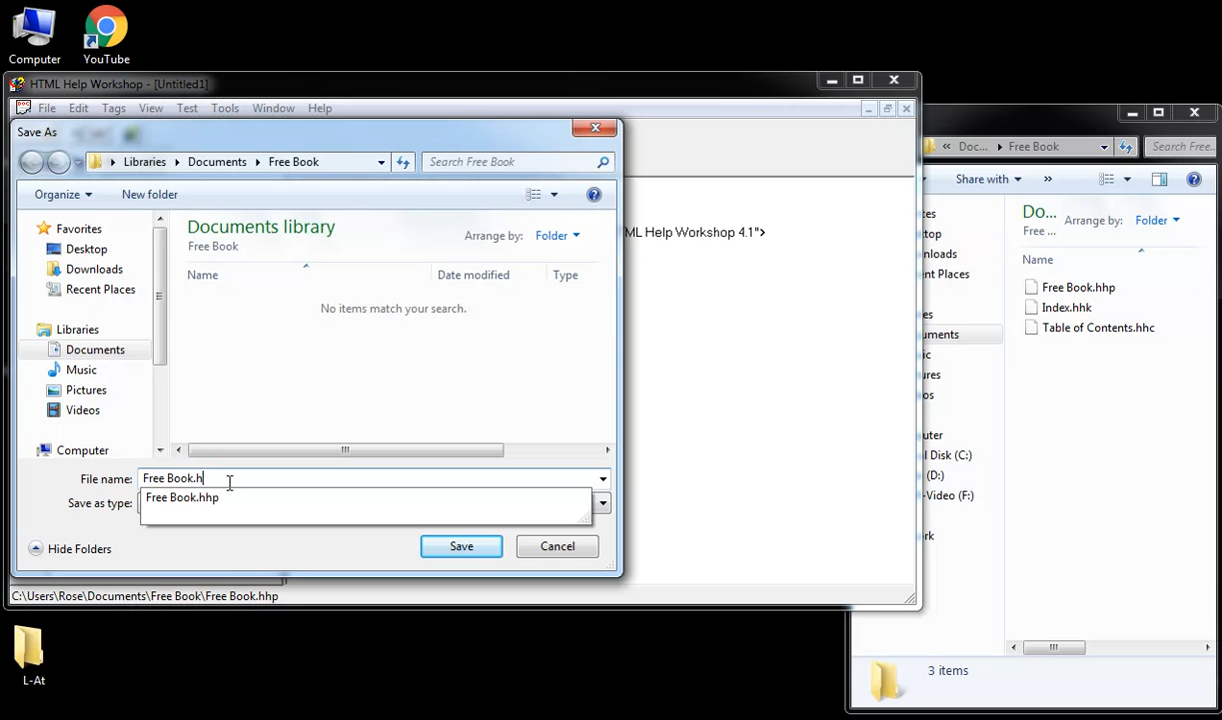 Computer
YouTube
HTML Help Workshop - [Untitled1]
File Edit Tags View Test Tools Window Help
Save As
Libraries Documents Free Book
Search Free Book
Organize New folder
Favorites
Desktop
Downloads
Recent Places
Libraries
Documents
Music
Pictures
Videos
Computer
Documents library
Free Book
Arrange by: Folder
Name Date modified Type
No items match your search.
File name: Free Book.h
Free Book.hhp
Save as type:
Hide Folders
Save Cancel
ML Help Workshop 4.1">
C:\Users\Rose\Documents\Free Book\Free Book.hhp
« Doc... Free Book
Search Free...
Share with »
Do...
Free ...
Arrange by: Folder
Name
Free Book.hhp
Index.hhk
Table of Contents.hhc
ces
top
nloads
nt Places
es
uments
ic
ures
os
uter
l Disk (C:)
(D:)
-Video (F:)
rk
3 items
L-At